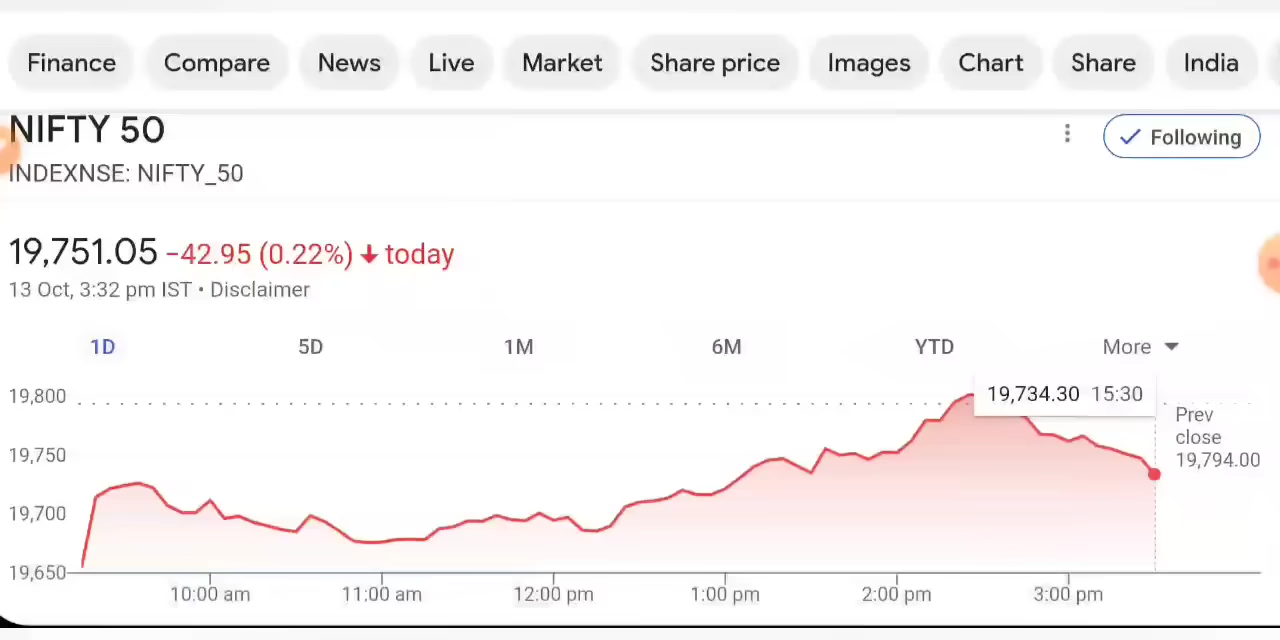 Finance Compare News Live Market Share price Images Chart Share India
NIFTY 50
Following
INDEXNSE: NIFTY_50
19,751.05 -42.95 (0.22%) ↓ today
13 Oct, 3:32 pm IST • Disclaimer
1D 5D 1M 6M YTD More
19,800
19,734.30 15:30
Prev
close
19,794.00
19,750
19,700
19,650
10:00 am 11:00 am 12:00 pm 1:00 pm 2:00 pm 3:00 pm